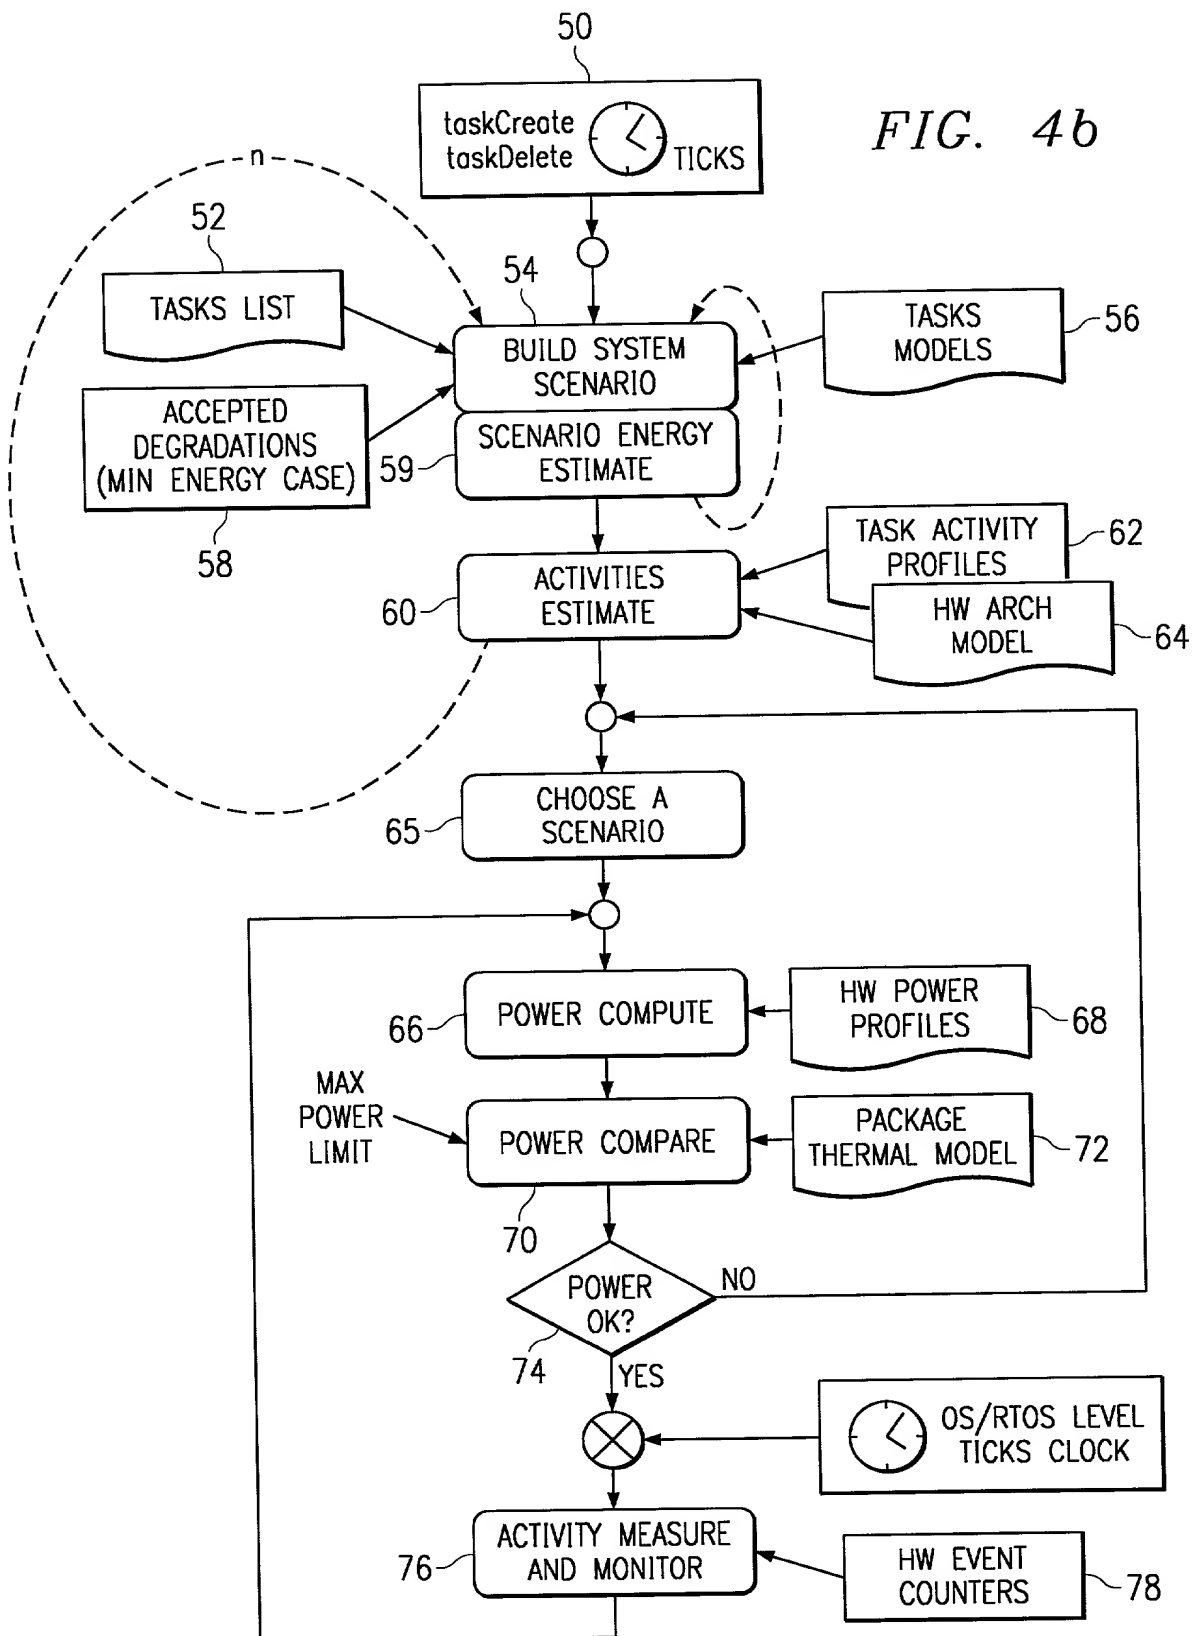 50
taskCreate
taskDelete
TICKS
FIG. 4b
n
52
TASKS LIST
54
BUILD SYSTEM
SCENARIO
TASKS
MODELS
56
ACCEPTED
DEGRADATIONS
(MIN ENERGY CASE)
58
59
SCENARIO ENERGY
ESTIMATE
60
ACTIVITIES
ESTIMATE
TASK ACTIVITY
PROFILES
62
HW ARCH
MODEL
64
65
CHOOSE A
SCENARIO
66
POWER COMPUTE
HW POWER
PROFILES
68
MAX
POWER
LIMIT
POWER COMPARE
70
PACKAGE
THERMAL MODEL
72
POWER
OK?
74
NO
YES
OS/RTOS LEVEL
TICKS CLOCK
76
ACTIVITY MEASURE
AND MONITOR
HW EVENT
COUNTERS
78